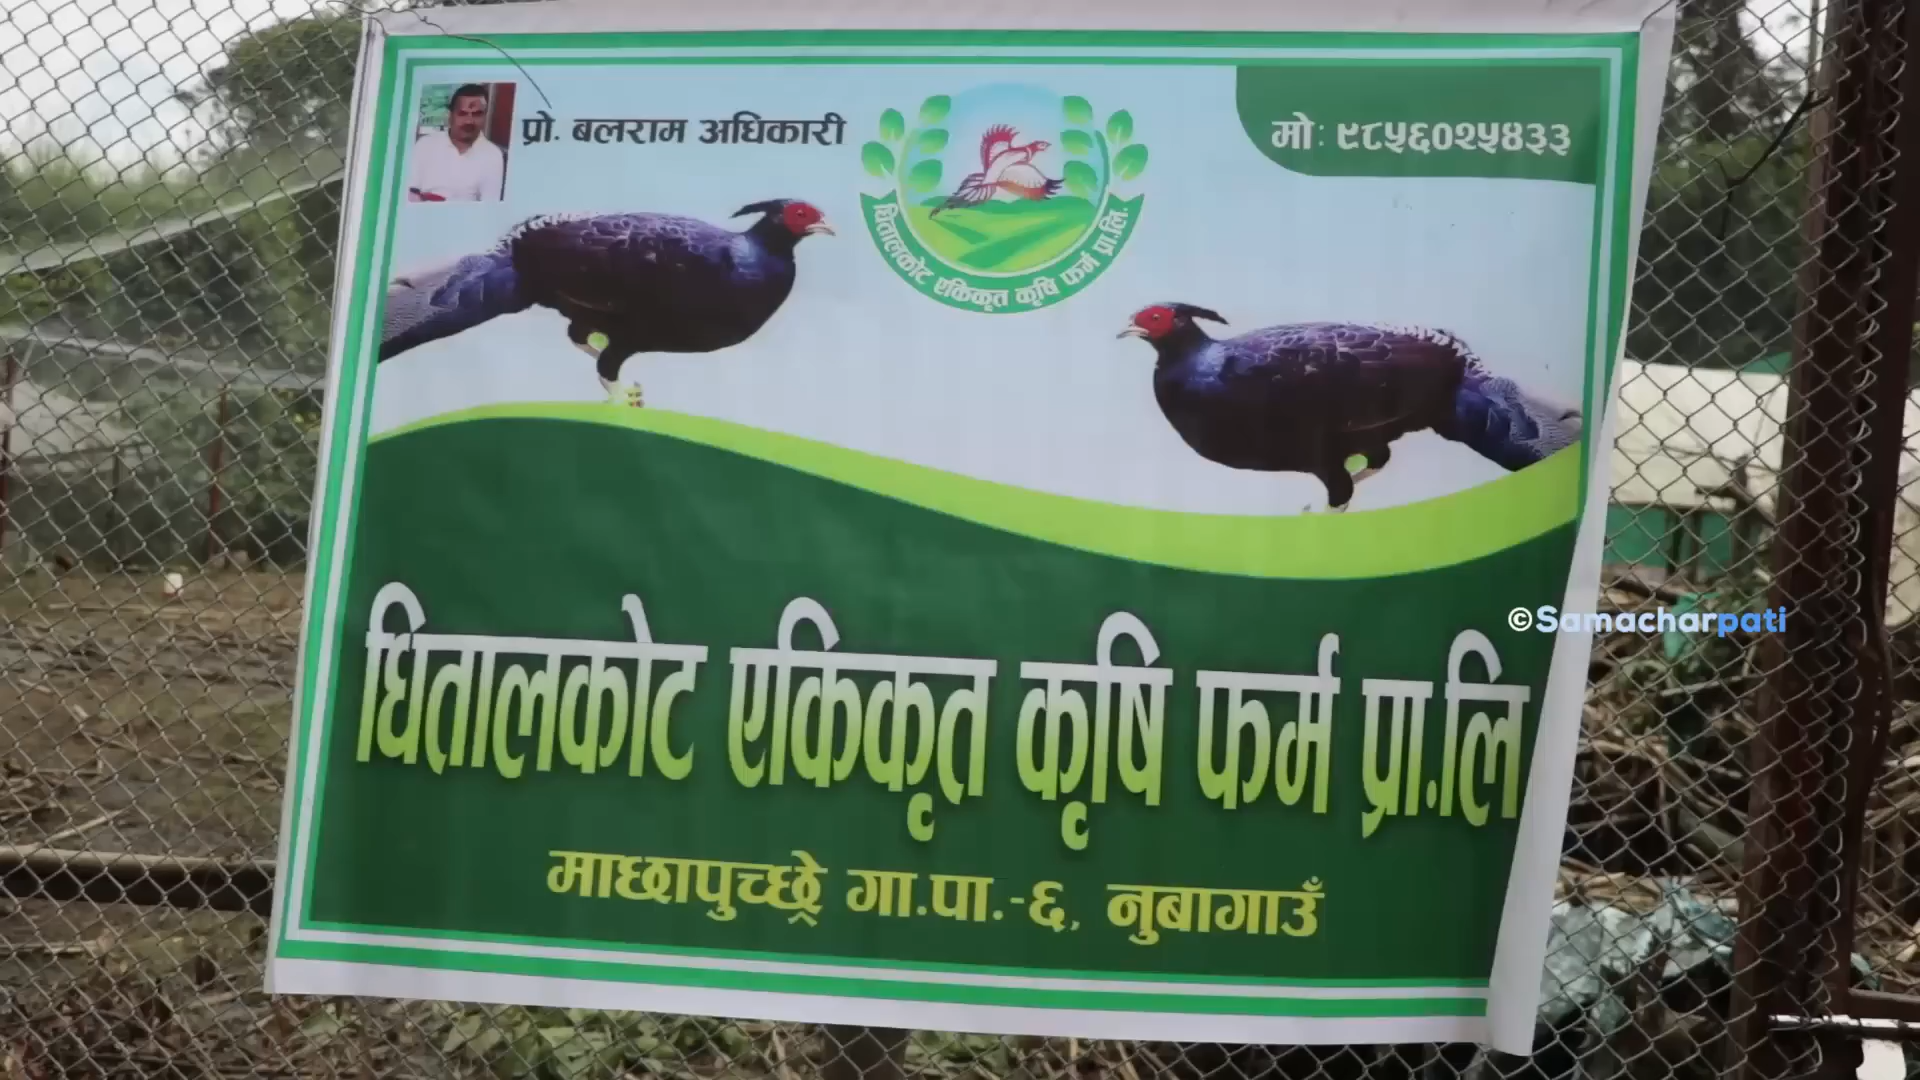 प्रो. बलराम अधिकारी
मो: ९८५६०२५४३३
धितालकोट एकिकृत कृषि फर्म प्रा.लि.
धितालकोट एकिकृत कृषि फर्म प्रा.लि
माछापुच्छ्रे गा.पा.-६, नुबागाउँ
©Samacharpati